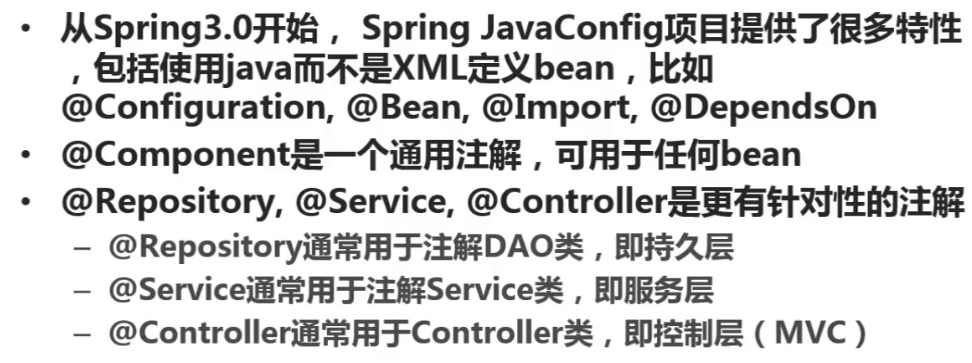 • 从Spring3.0开始， Spring JavaConfig项目提供了很多特性
，包括使用java而不是XML定义bean，比如
@Configuration, @Bean, @Import, @DependsOn
• @Component是一个通用注解，可用于任何bean
• @Repository, @Service, @Controller是更有针对性的注解
– @Repository通常用于注解DAO类，即持久层
– @Service通常用于注解Service类，即服务层
– @Controller通常用于Controller类，即控制层（MVC）